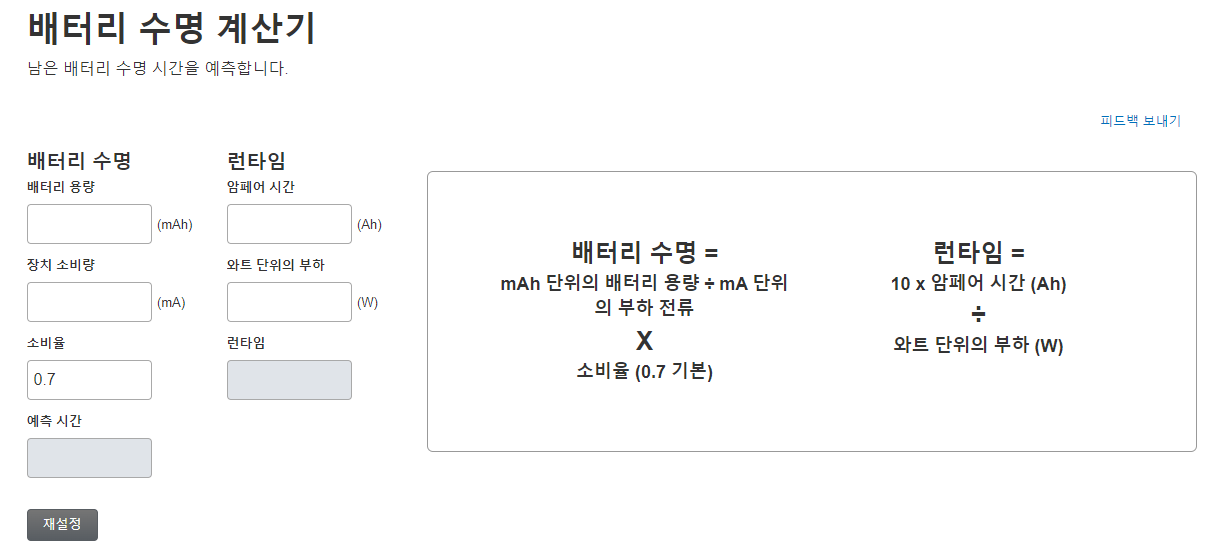 배터리 수명 계산기
남은 배터리 수명 시간을 예측합니다.
피드백 보내기
배터리 수명
배터리 용량
(mAh)
장치 소비량
(mA)
소비율
0.7
예측 시간
재설정
런타임
암페어 시간
(Ah)
와트 단위의 부하
(W)
런타임
배터리 수명 =
mAh 단위의 배터리 용량 ÷ mA 단위
의 부하 전류
X
소비율 (0.7 기본)
런타임 =
10 x 암페어 시간 (Ah)
÷
와트 단위의 부하 (W)